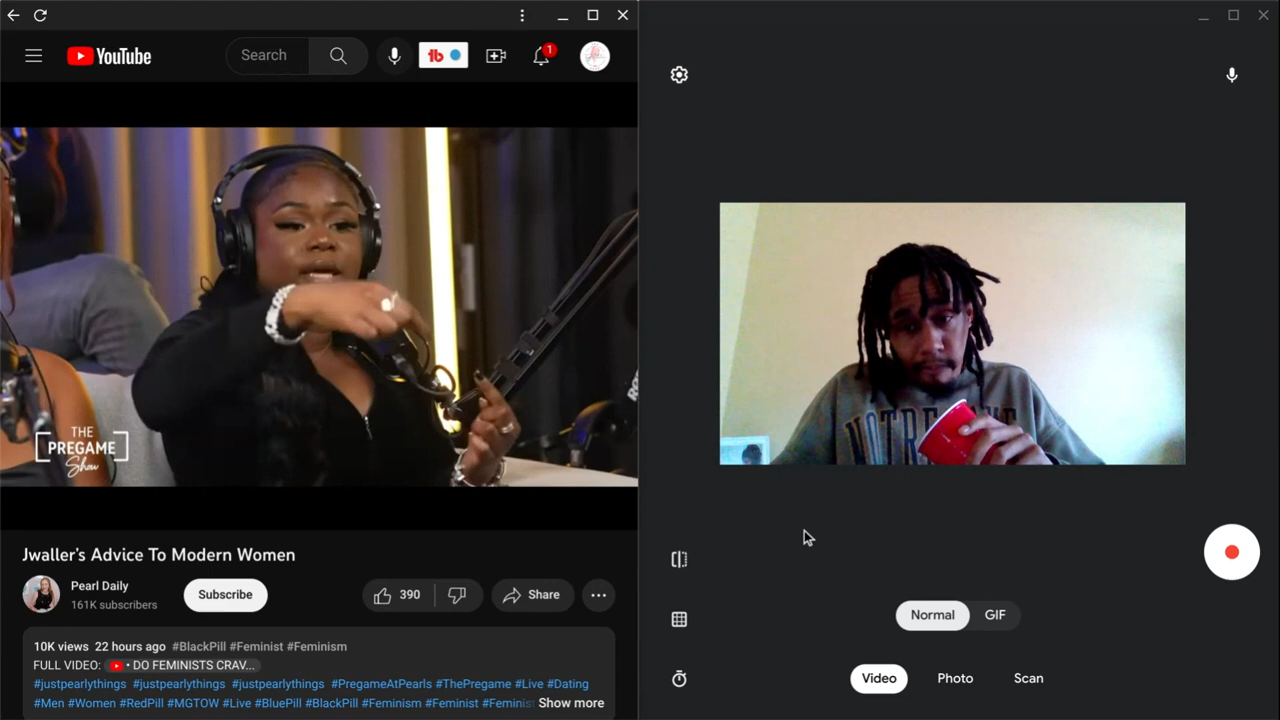 YouTube
Search
1
THE
PREGAME
Show
NOTRE
Jwaller's Advice To Modern Women
Pearl Daily
161K subscribers
Subscribe
390
Share
10K views 22 hours ago #BlackPill #Feminist #Feminism
FULL VIDEO: • DO FEMINISTS CRAV...
#justpearlythings #justpearlythings #justpearlythings #PregameAtPearls #ThePregame #Live #Dating
#Men #Women #RedPill #MGTOW #Live #BluePill #BlackPill #Feminism #Feminist #Feminis Show more
Normal GIF
Video Photo Scan